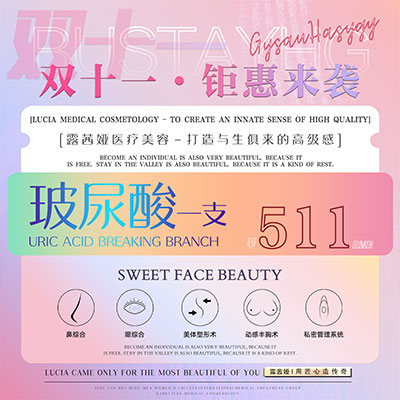 双十一
RUSTAYHG
GysauHasygy
双十一·钜惠来袭
[LUCIA MEDICAL COSMETOLOGY - TO CREATE AN INNATE SENSE OF HIGH QUALITY]
[露茜娅医疗美容-打造与生俱来的高级感]
BECOME AN INDIVIDUAL IS ALSO VERY BEAUTIFUL, BECAUSE IT
IS FREE. STAY IN THE VALLEY IS ALSO BEAUTIFUL, BECAUSE IT IS A KIND OF REST.
玻尿酸一支
URIC ACID BREAKING BRANCH
511
SWEET FACE BEAUTY
鼻综合 眼综合 美体塑形术 动感丰胸术 私密管理系统
BECOME AN INDIVIDUAL IS ALSO VERY BEAUTIFUL, BECAUSE IT
IS FREE. STAY IN THE VALLEY IS ALSO BEAUTIFUL, BECAUSE IT IS A KIND OF REST.
LUCIA CAME ONLY FOR THE MOST BEAUTIFUL OF YOU 露茜娅|用匠心造传奇